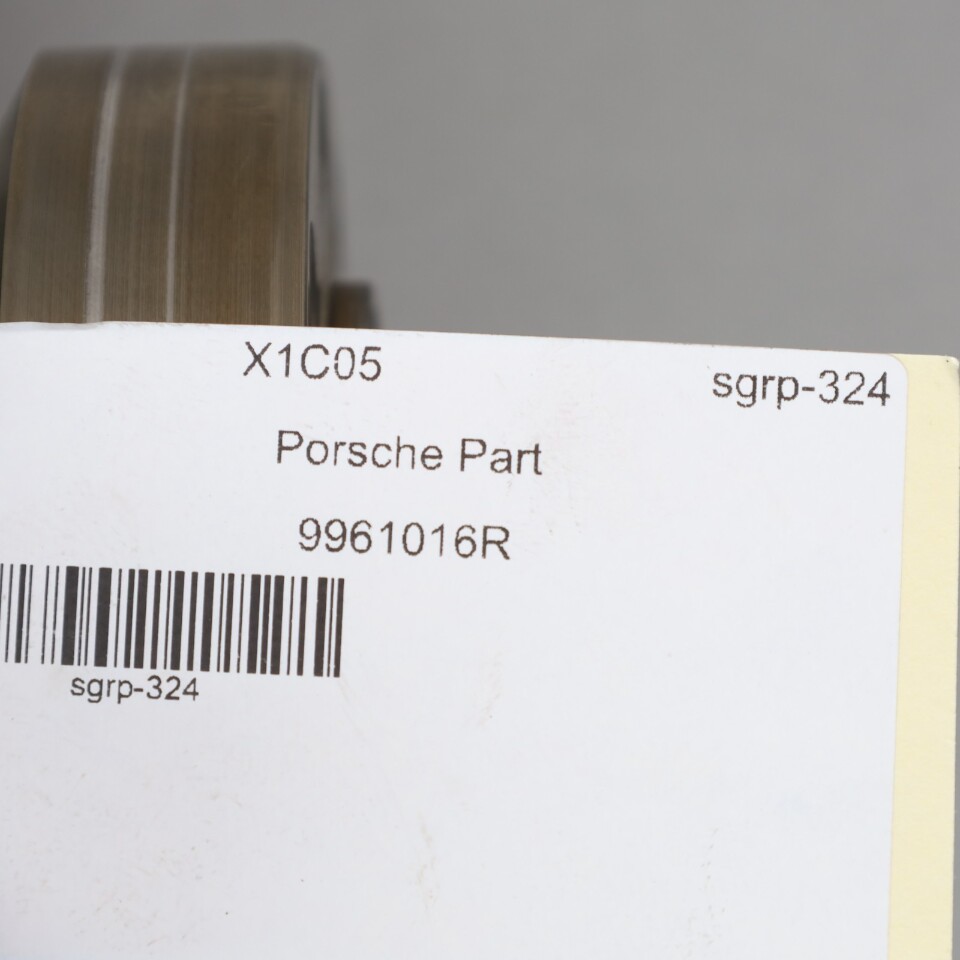 X1C05
sgrp-324
Porsche Part
9961016R
sgrp-324